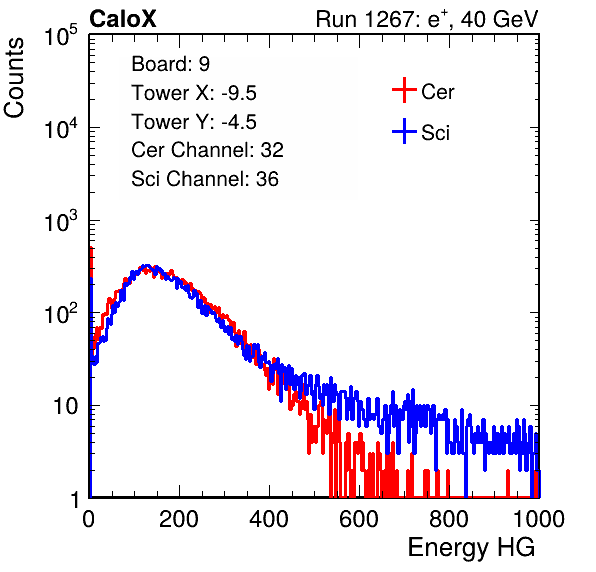 CaloX Run 1267: e⁺, 40 GeV
Counts
Board: 9
Tower X: -9.5
Tower Y: -4.5
Cer Channel: 32
Sci Channel: 36
Cer
Sci
10⁵
10⁴
10³
10²
10
1
0 200 400 600 800 1000
Energy HG